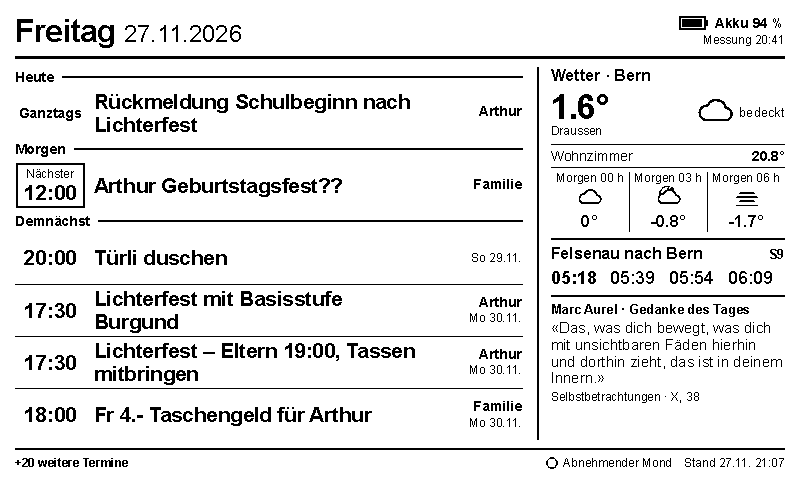 Freitag 27.11.2026
Akku 94 %
Messung 20:41
Heute
Ganztags
Rückmeldung Schulbeginn nach
Lichterfest
Arthur
Morgen
Nächster
12:00
Arthur Geburtstagsfest??
Familie
Demnächst
20:00
Türli duschen
So 29.11.
17:30
Lichterfest mit Basisstufe
Burgund
Arthur
Mo 30.11.
17:30
Lichterfest – Eltern 19:00, Tassen
mitbringen
Arthur
Mo 30.11.
18:00
Fr 4.- Taschengeld für Arthur
Familie
Mo 30.11.
Wetter · Bern
1.6°
Draussen
bedeckt
Wohnzimmer 20.8°
Morgen 00 h Morgen 03 h Morgen 06 h
0° -0.8° -1.7°
Felsenau nach Bern S9
05:18 05:39 05:54 06:09
Marc Aurel · Gedanke des Tages
«Das, was dich bewegt, was dich
mit unsichtbaren Fäden hierhin
und dorthin zieht, das ist in deinem
Innern.»
Selbstbetrachtungen · X, 38
+20 weitere Termine
Abnehmender Mond Stand 27.11. 21:07